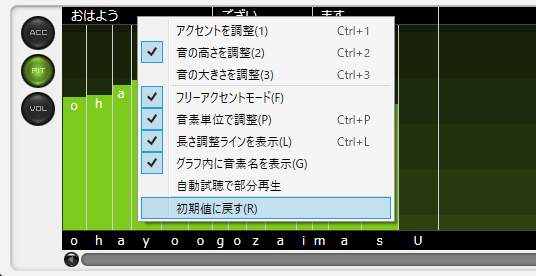 おはよう ござい ます
ACC
PIT
VOL
アクセントを調整(1) Ctrl+1
音の高さを調整(2) Ctrl+2
音の大きさを調整(3) Ctrl+3
フリーアクセントモード(F)
音素単位で調整(P) Ctrl+P
長さ調整ラインを表示(L) Ctrl+L
グラフ内に音素名を表示(G)
自動試聴で部分再生
初期値に戻す(R)
o h a
o h a y o o g o z a i m a s U